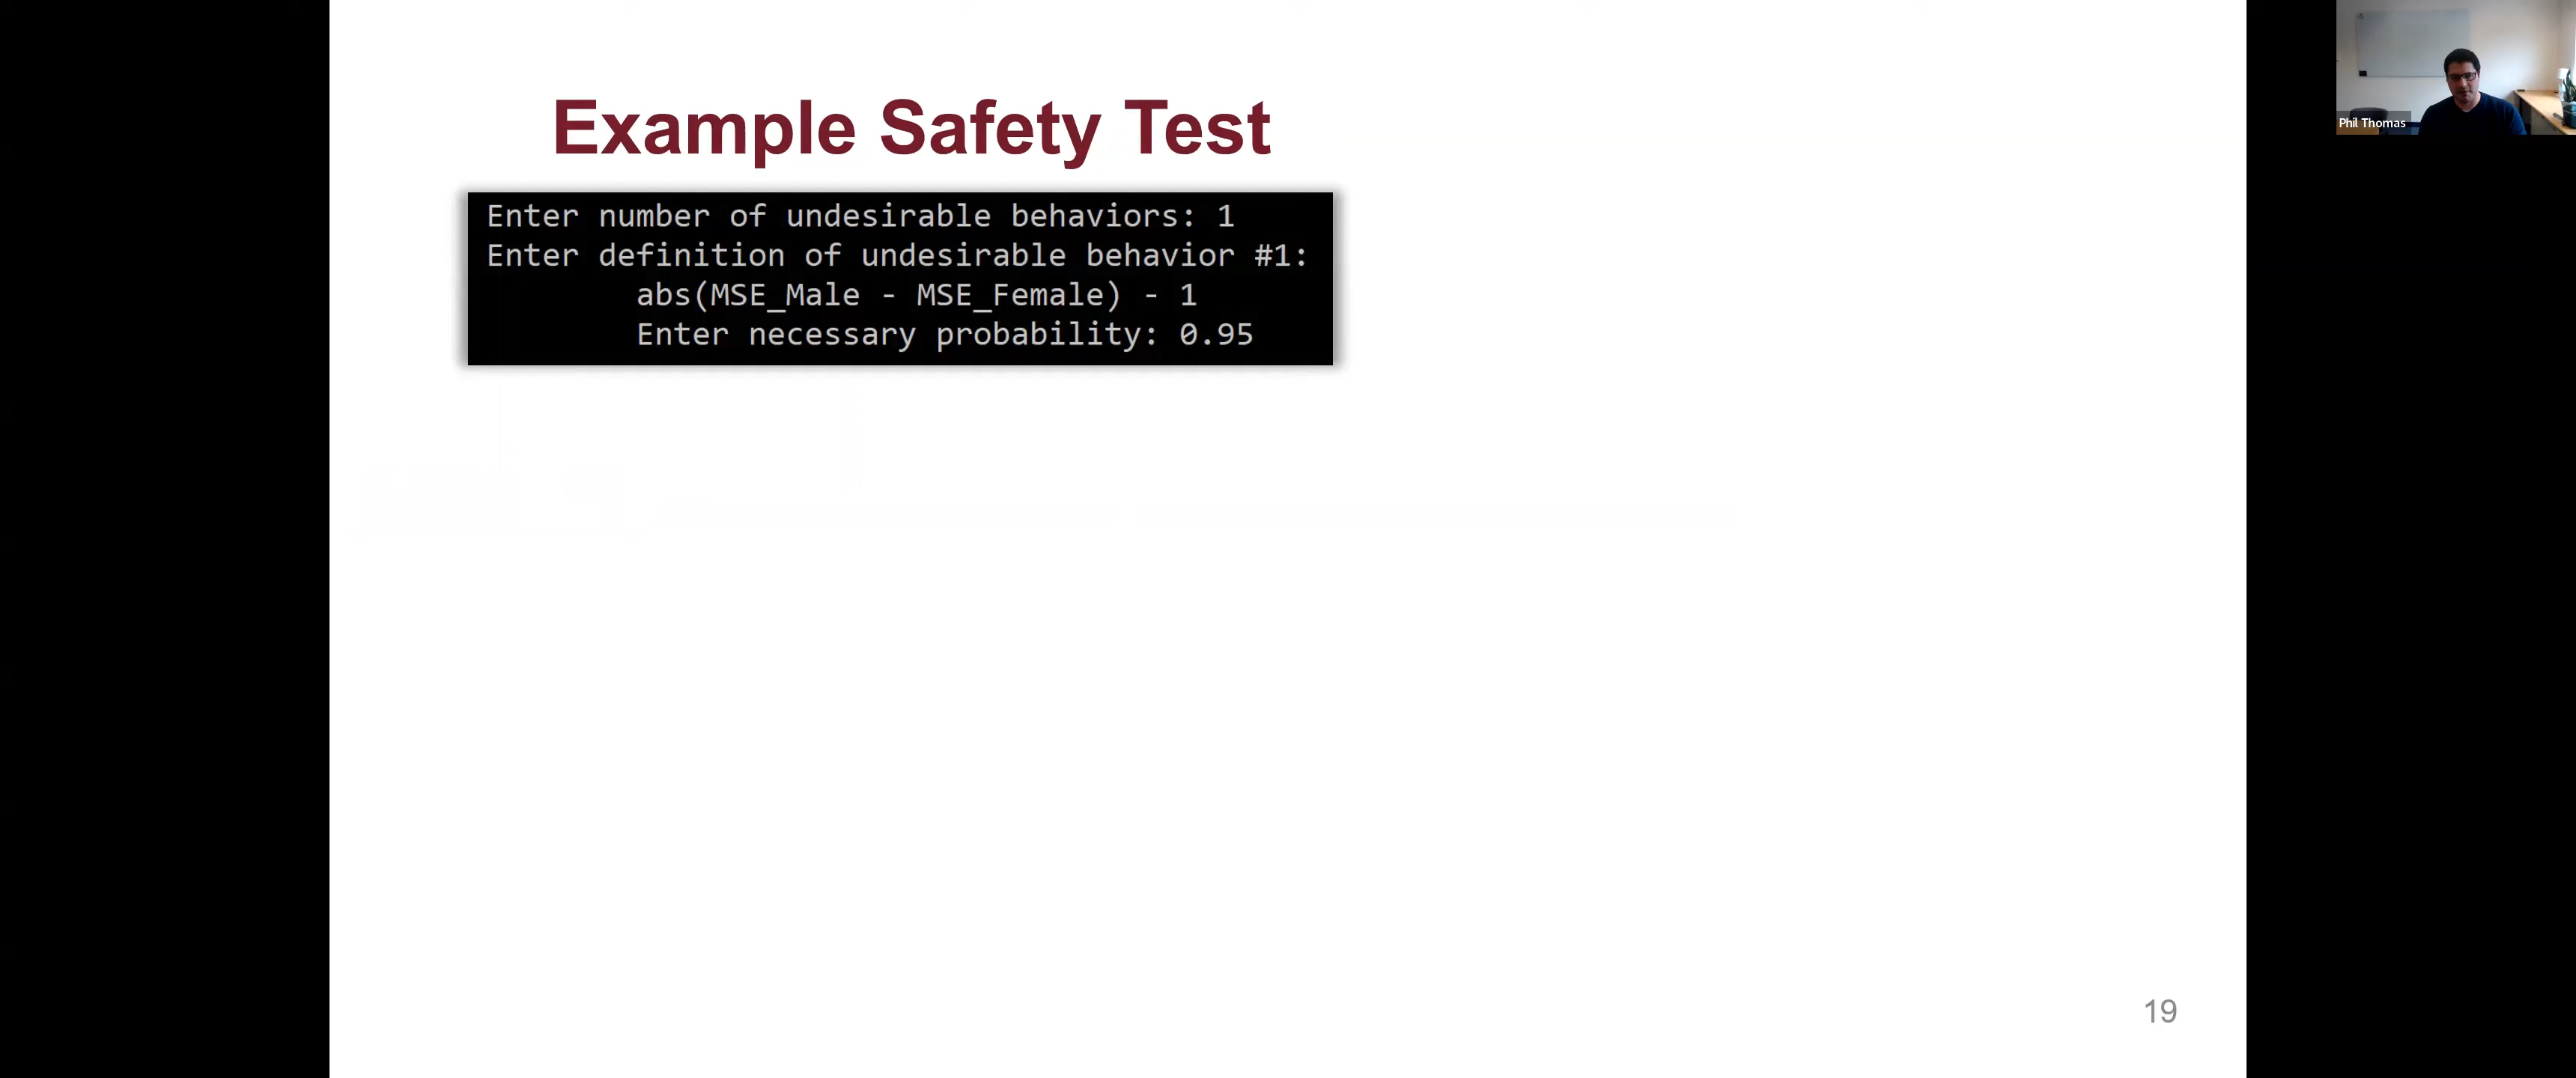 Example Safety Test
Enter number of undesirable behaviors: 1
Enter definition of undesirable behavior #1:
abs(MSE_Male - MSE_Female) - 1
Enter necessary probability: 0.95
Phil Thomas
19